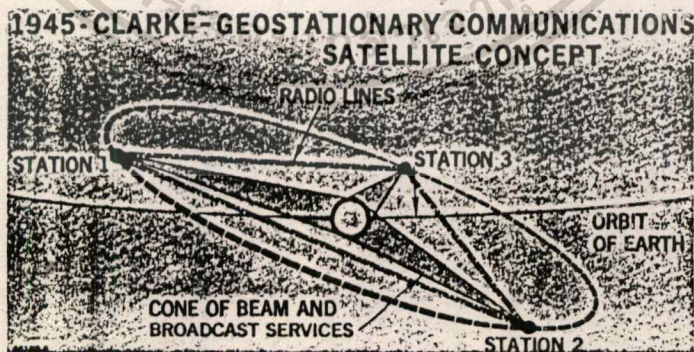 1945-CLARKE-GEOSTATIONARY COMMUNICATIONS
SATELLITE CONCEPT
RADIO LINES
STATION 1
STATION 3
ORBIT
OF EARTH
CONE OF BEAM AND
BROADCAST SERVICES
STATION 2